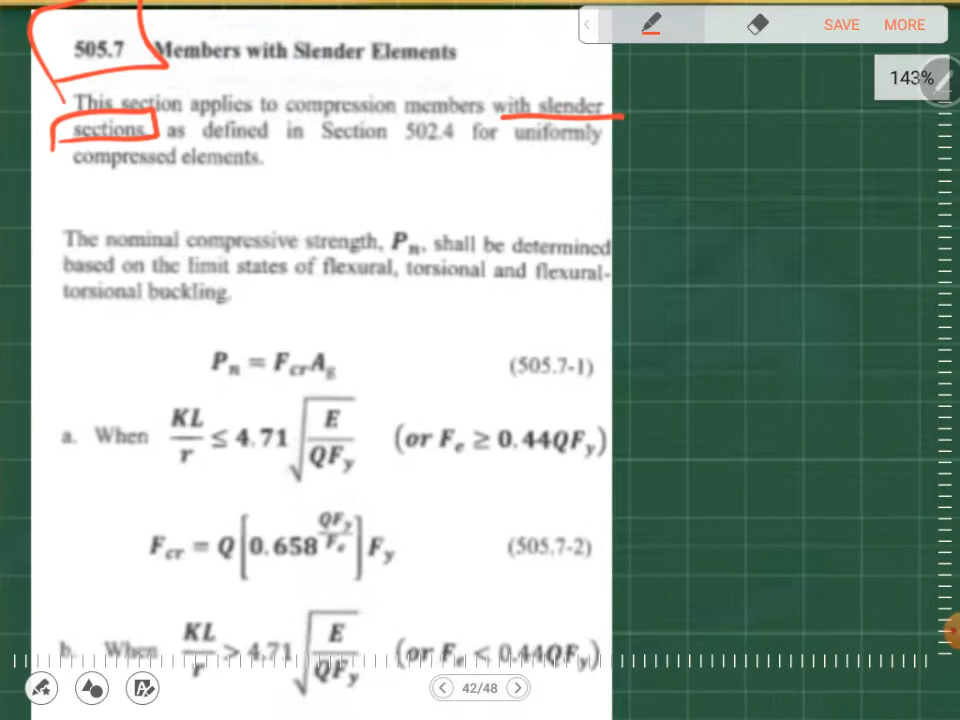 SAVE MORE
143%
505.7 Members with Slender Elements
This section applies to compression members with slender
sections, as defined in Section 502.4 for uniformly
compressed elements.
The nominal compressive strength, Pn, shall be determined
based on the limit states of flexural, torsional and flexural-
torsional buckling.
Pn = FcrAg (505.7-1)
a. When KL/r ≤ 4.71 √(E/QFy) (or Fe ≥ 0.44QFy)
Fcr = Q[0.658^(QFy/Fe)]Fy (505.7-2)
b. When KL/r > 4.71 √(E/QFy) (or Fe < 0.44QFy)
42/48